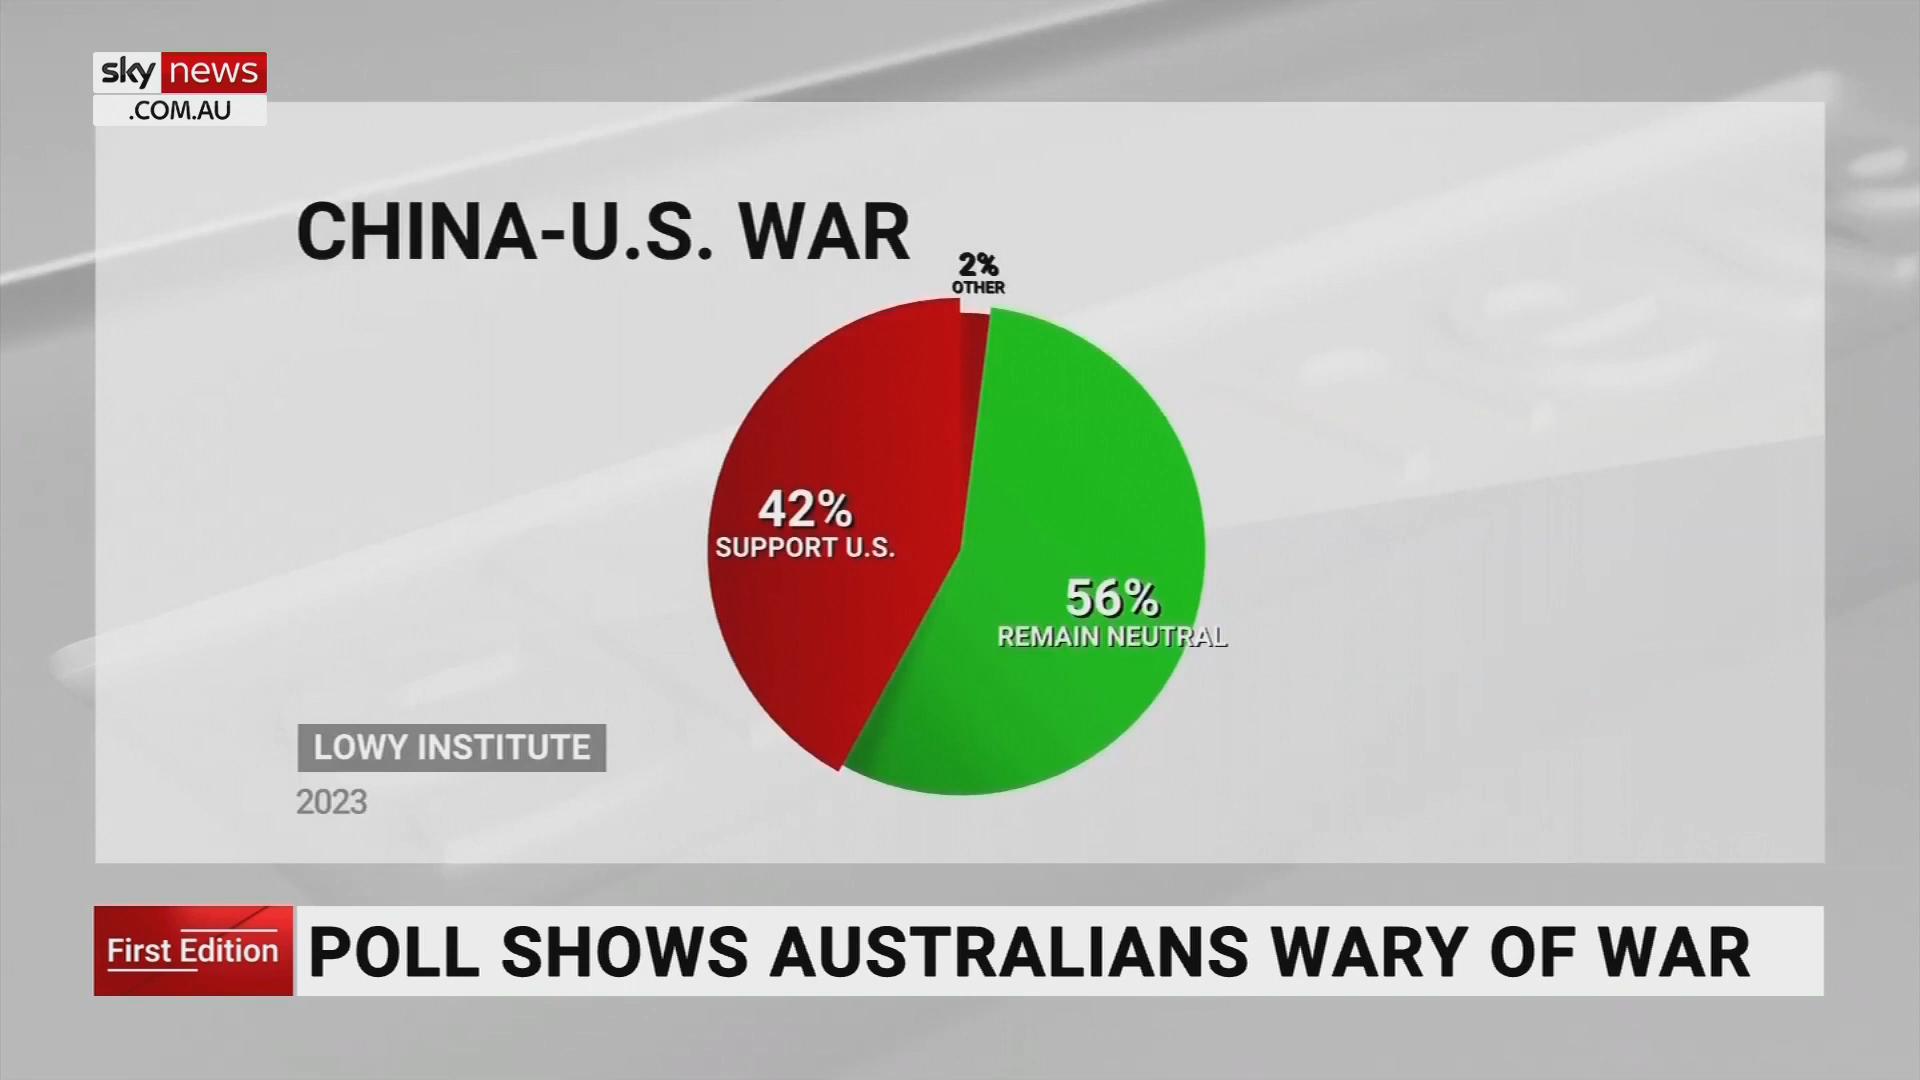 sky news
.COM.AU
CHINA-U.S. WAR
2%
OTHER
42%
SUPPORT U.S.
56%
REMAIN NEUTRAL
LOWY INSTITUTE
2023
First Edition
POLL SHOWS AUSTRALIANS WARY OF WAR